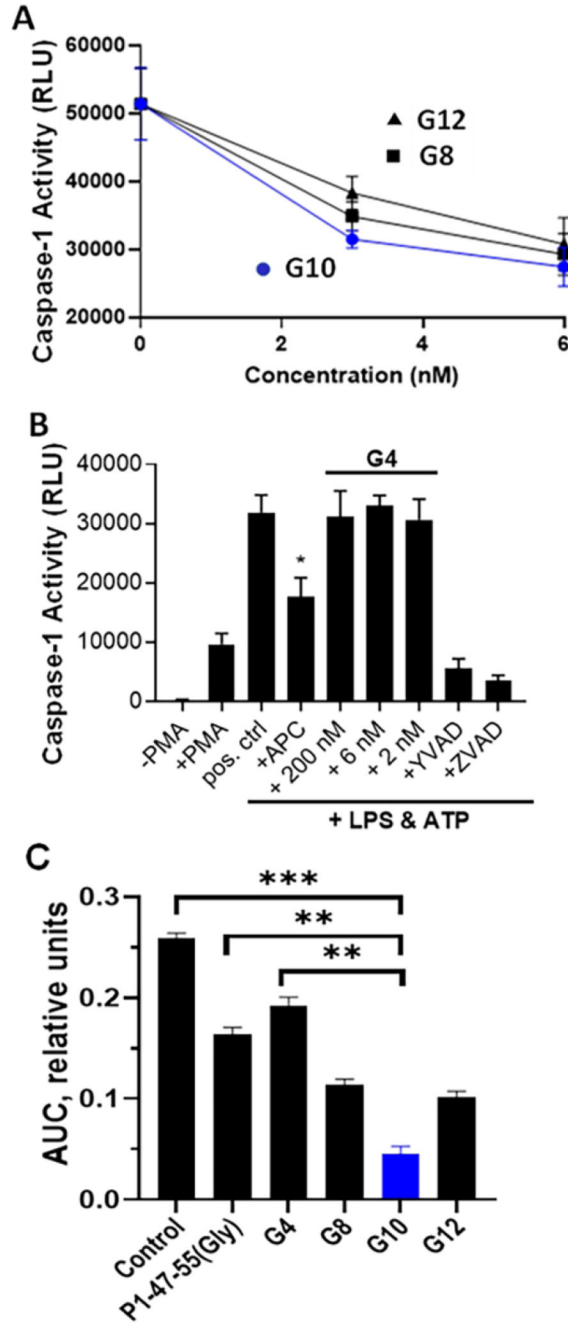 A
Caspase-1 Activity (RLU)
60000
50000
40000
30000
20000
G12
G8
G10
0
2
4
6
Concentration (nM)
B
Caspase-1 Activity (RLU)
40000
30000
20000
10000
0
G4
*
-PMA
+PMA
pos. ctrl
+APC
+ 200 nM
+ 6 nM
+ 2 nM
+YVAD
+ZVAD
+ LPS & ATP
C
AUC, relative units
0.3
0.2
0.1
0.0
***
**
**
Control
P1-47-55(Gly)
G4
G8
G10
G12